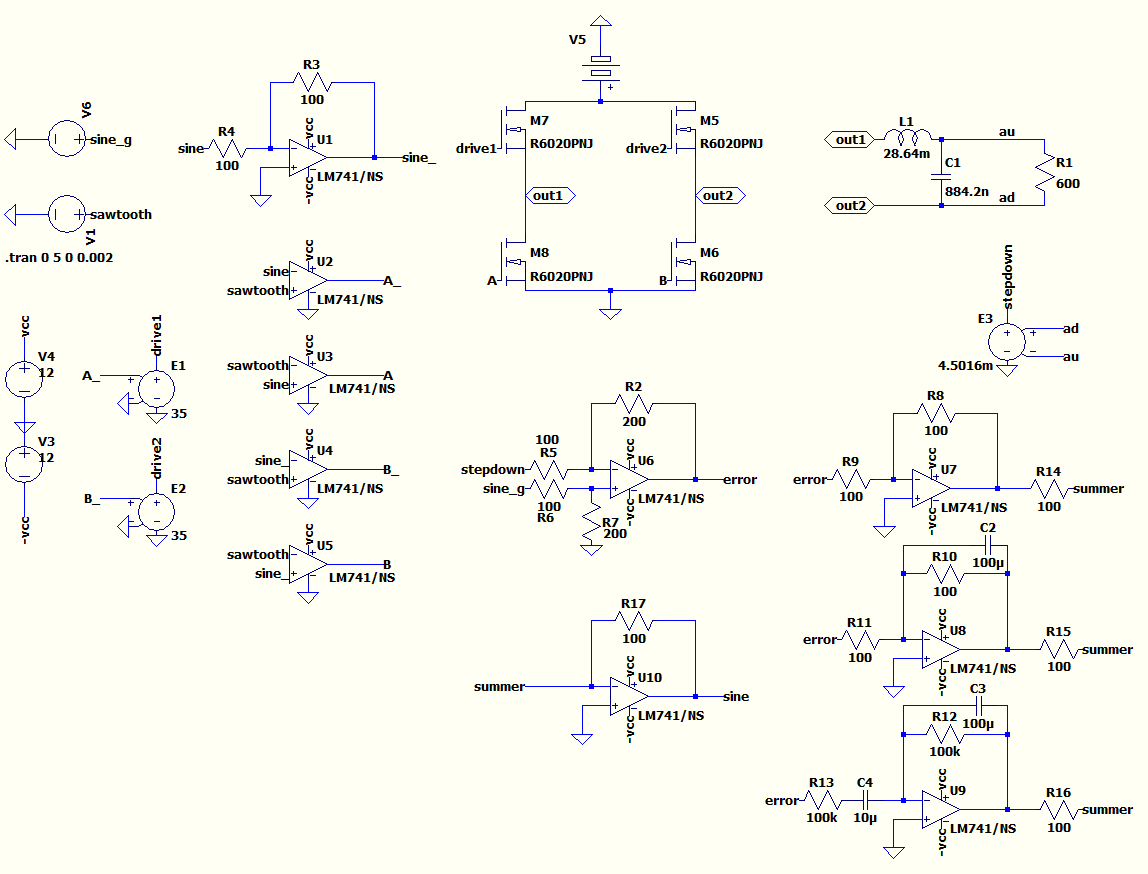 V6
sine_g
V1
sawtooth
.tran 0 5 0 0.002
R3
100
R4
sine
100
vcc
U1
sine_
-vcc
LM741/NS
V5
M7
R6020PNJ
drive1
M5
R6020PNJ
drive2
out1
out2
M8
R6020PNJ
A
M6
R6020PNJ
B
out1
L1
28.64m
au
C1
884.2n
R1
600
out2
ad
vcc
U2
sine
sawtooth
A_
LM741/NS
vcc
U3
sawtooth
sine
A
LM741/NS
vcc
U4
sine_
sawtooth
B_
LM741/NS
vcc
U5
sawtooth
sine_
B
LM741/NS
vcc
V4
12
V3
12
-vcc
drive1
A_
E1
35
drive2
B_
E2
35
stepdown
E3
ad
au
4.5016m
R2
200
100
R5
stepdown
sine_g
100
R6
R7
200
vcc
U6
error
-vcc
LM741/NS
R8
100
R9
error
100
vcc
U7
-vcc
LM741/NS
R14
summer
100
C2
100µ
R10
100
R11
error
100
vcc
U8
-vcc
LM741/NS
R15
summer
100
R17
100
summer
vcc
U10
sine
-vcc
LM741/NS
C3
100µ
R12
100k
R13
error
100k
C4
10µ
vcc
U9
-vcc
LM741/NS
R16
summer
100